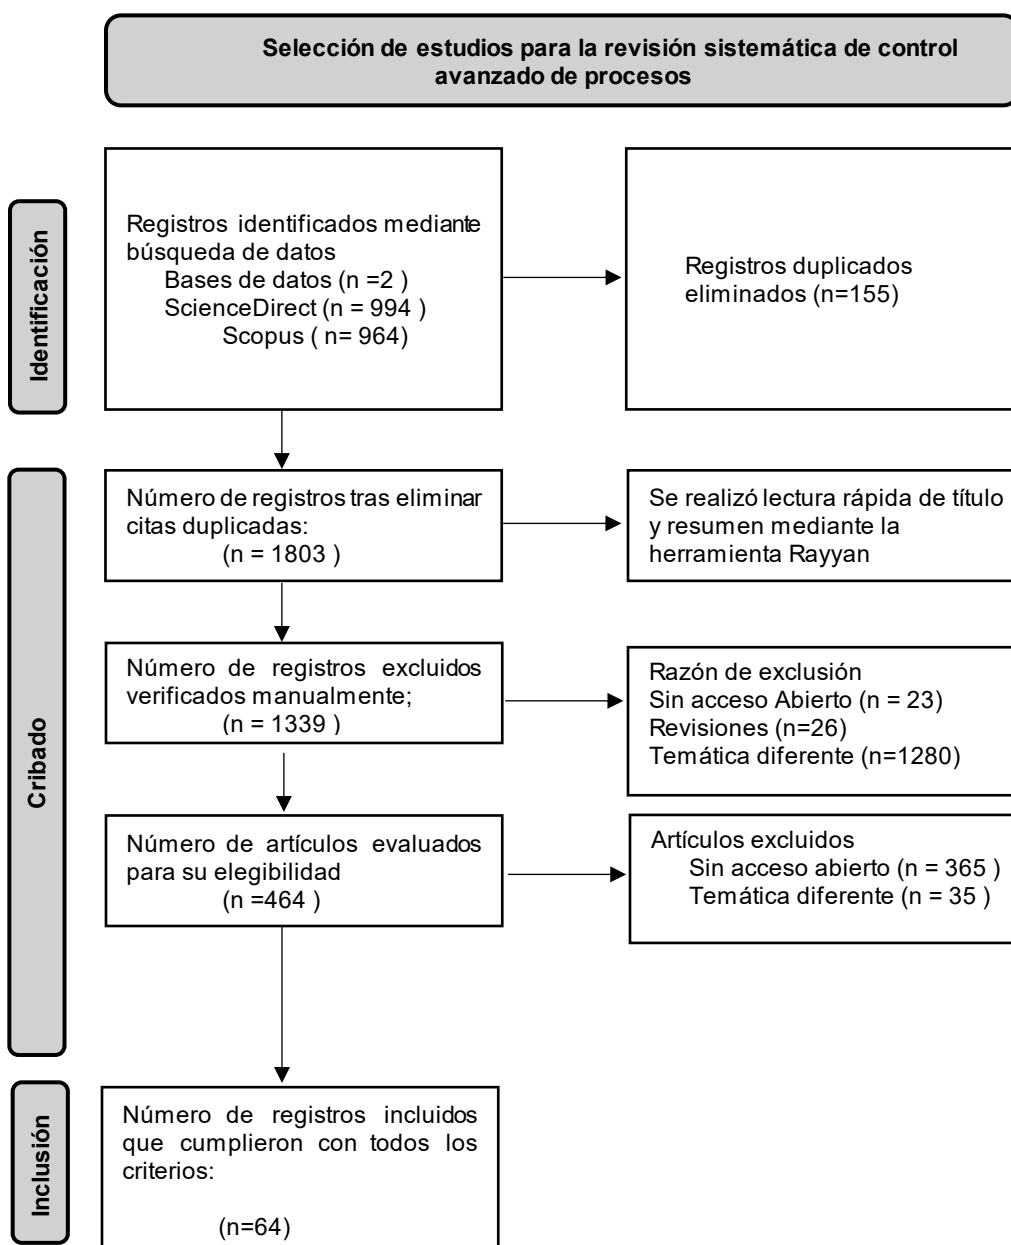 Selección de estudios para la revisión sistemática de control
avanzado de procesos
Identificación
Registros identificados mediante
búsqueda de datos
Bases de datos (n =2 )
ScienceDirect (n = 994 )
Scopus ( n= 964)
Registros duplicados
eliminados (n=155)
Cribado
Número de registros tras eliminar
citas duplicadas:
(n = 1803 )
Se realizó lectura rápida de título
y resumen mediante la
herramienta Rayyan
Número de registros excluidos
verificados manualmente;
(n = 1339 )
Razón de exclusión
Sin acceso Abierto (n = 23)
Revisiones (n=26)
Temática diferente (n=1280)
Número de artículos evaluados
para su elegibilidad
(n =464 )
Artículos excluidos
Sin acceso abierto (n = 365 )
Temática diferente (n = 35 )
Inclusión
Número de registros incluidos
que cumplieron con todos los
criterios:
(n=64)